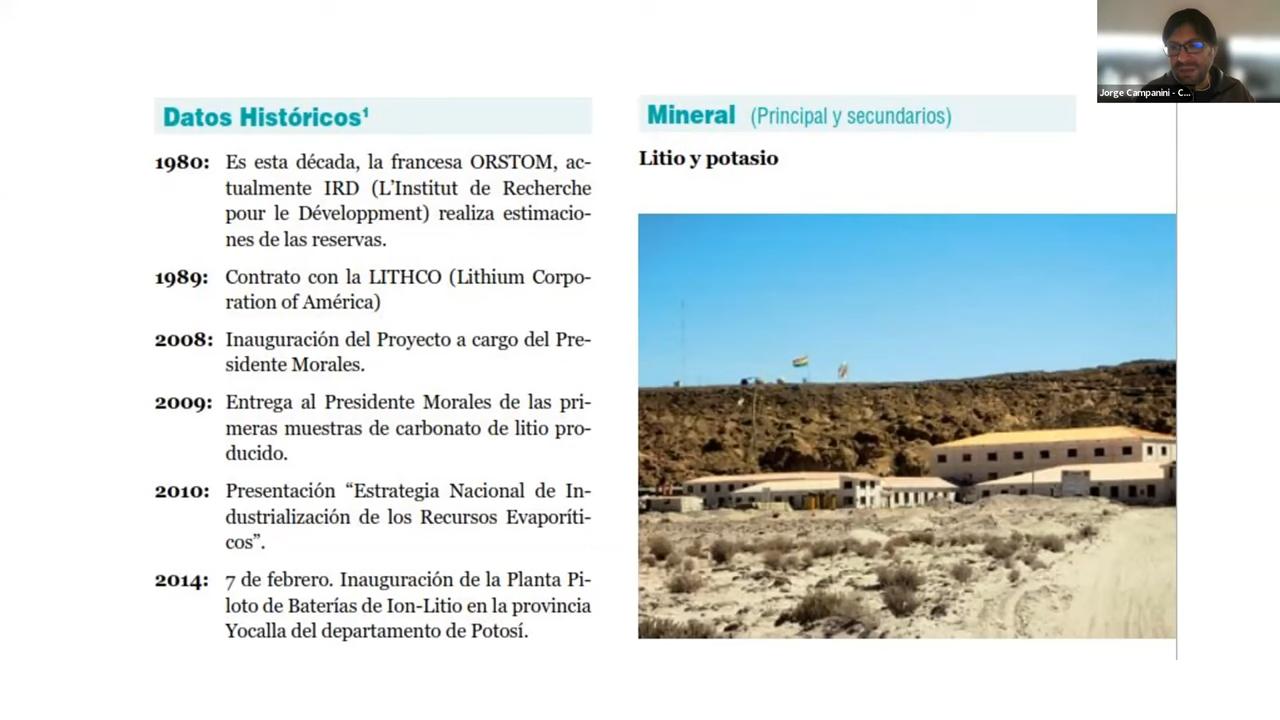 Datos Históricos¹
1980: Es esta década, la francesa ORSTOM, ac-
tualmente IRD (L’Institut de Recherche
pour le Développment) realiza estimacio-
nes de las reservas.
1989: Contrato con la LITHCO (Lithium Corpo-
ration of América)
2008: Inauguración del Proyecto a cargo del Pre-
sidente Morales.
2009: Entrega al Presidente Morales de las pri-
meras muestras de carbonato de litio pro-
ducido.
2010: Presentación “Estrategia Nacional de In-
dustrialización de los Recursos Evaporíti-
cos”.
2014: 7 de febrero. Inauguración de la Planta Pi-
loto de Baterías de Ion-Litio en la provincia
Yocalla del departamento de Potosí.
Mineral (Principal y secundarios)
Litio y potasio
Jorge Campanini - C...